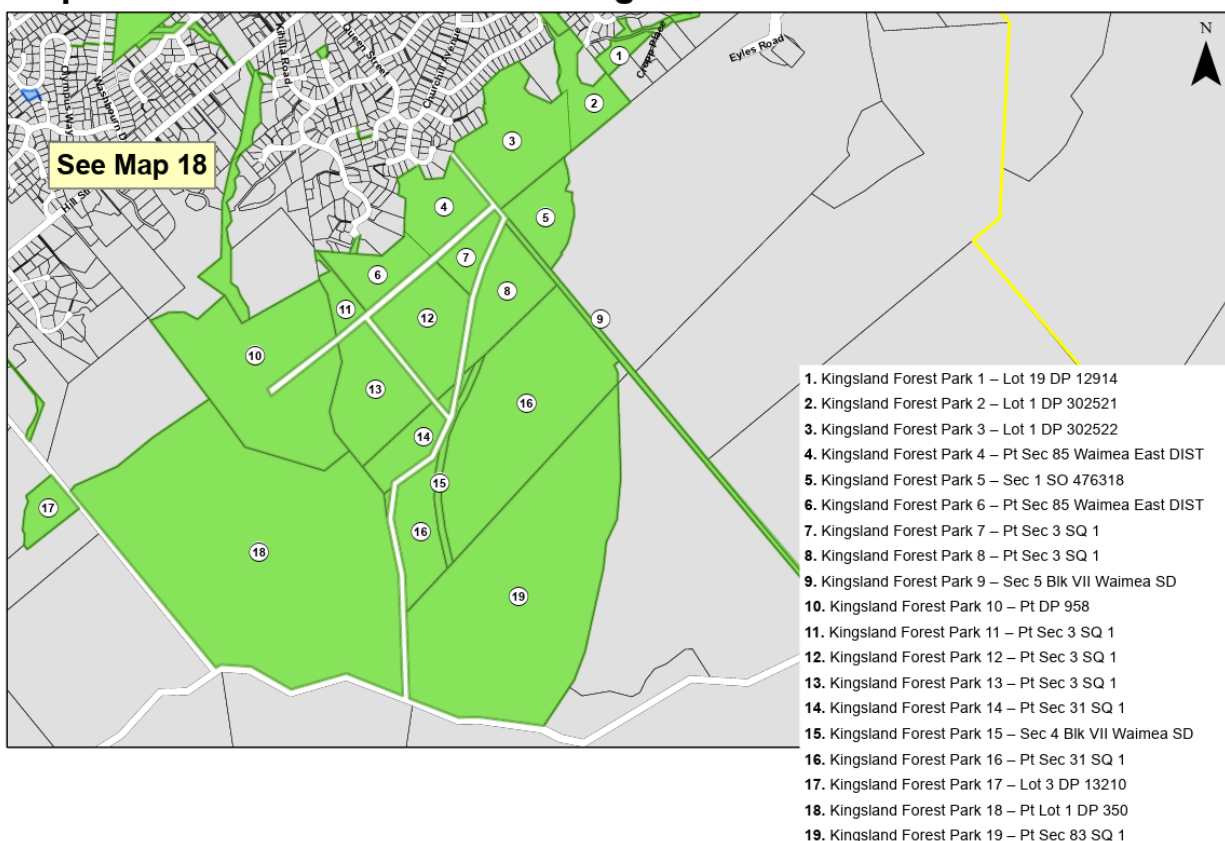 Cropp Place
Eyles Road
N
Queen Street
Churchill Avenue
Olympus Way
Washbourn D
See Map 18
Hill St
1
2
3
4
5
6
7
8
9
10
11
12
13
14
15
16
16
17
18
19
1. Kingsland Forest Park 1 – Lot 19 DP 12914
2. Kingsland Forest Park 2 – Lot 1 DP 302521
3. Kingsland Forest Park 3 – Lot 1 DP 302522
4. Kingsland Forest Park 4 – Pt Sec 85 Waimea East DIST
5. Kingsland Forest Park 5 – Sec 1 SO 476318
6. Kingsland Forest Park 6 – Pt Sec 85 Waimea East DIST
7. Kingsland Forest Park 7 – Pt Sec 3 SQ 1
8. Kingsland Forest Park 8 – Pt Sec 3 SQ 1
9. Kingsland Forest Park 9 – Sec 5 Blk VII Waimea SD
10. Kingsland Forest Park 10 – Pt DP 958
11. Kingsland Forest Park 11 – Pt Sec 3 SQ 1
12. Kingsland Forest Park 12 – Pt Sec 3 SQ 1
13. Kingsland Forest Park 13 – Pt Sec 3 SQ 1
14. Kingsland Forest Park 14 – Pt Sec 31 SQ 1
15. Kingsland Forest Park 15 – Sec 4 Blk VII Waimea SD
16. Kingsland Forest Park 16 – Pt Sec 31 SQ 1
17. Kingsland Forest Park 17 – Lot 3 DP 13210
18. Kingsland Forest Park 18 – Pt Lot 1 DP 350
19. Kingsland Forest Park 19 – Pt Sec 83 SQ 1